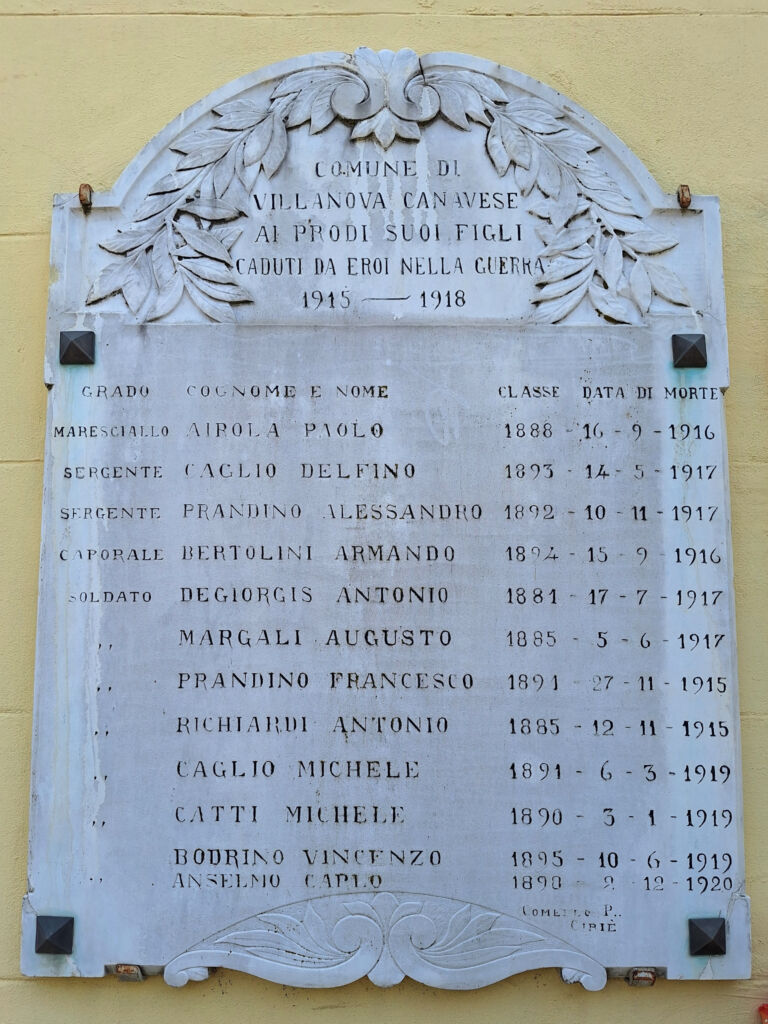 COMUNE DI
VILLANOVA CANAVESE
AI PRODI SUOI FIGLI
CADUTI DA EROI NELLA GUERRA
1915 — 1918
GRADO COGNOME E NOME CLASSE DATA DI MORTE
MARESCIALLO AIROLA PAOLO 1888 - 16 - 9 - 1916
SERGENTE CAGLIO DELFINO 1893 - 14 - 5 - 1917
SERGENTE PRANDINO ALESSANDRO 1892 - 10 - 11 - 1917
CAPORALE BERTOLINI ARMANDO 1894 - 15 - 9 - 1916
SOLDATO DEGIORGIS ANTONIO 1881 - 17 - 7 - 1917
,, MARGALI AUGUSTO 1885 - 5 - 6 - 1917
,, PRANDINO FRANCESCO 1891 - 27 - 11 - 1915
,, RICHIARDI ANTONIO 1885 - 12 - 11 - 1915
,, CAGLIO MICHELE 1891 - 6 - 3 - 1919
,, CATTI MICHELE 1890 - 3 - 1 - 1919
BODRINO VINCENZO 1895 - 10 - 6 - 1919
,, ANSELMO CARLO 1898 - 2 - 12 - 1920
P..
CIRIÈ